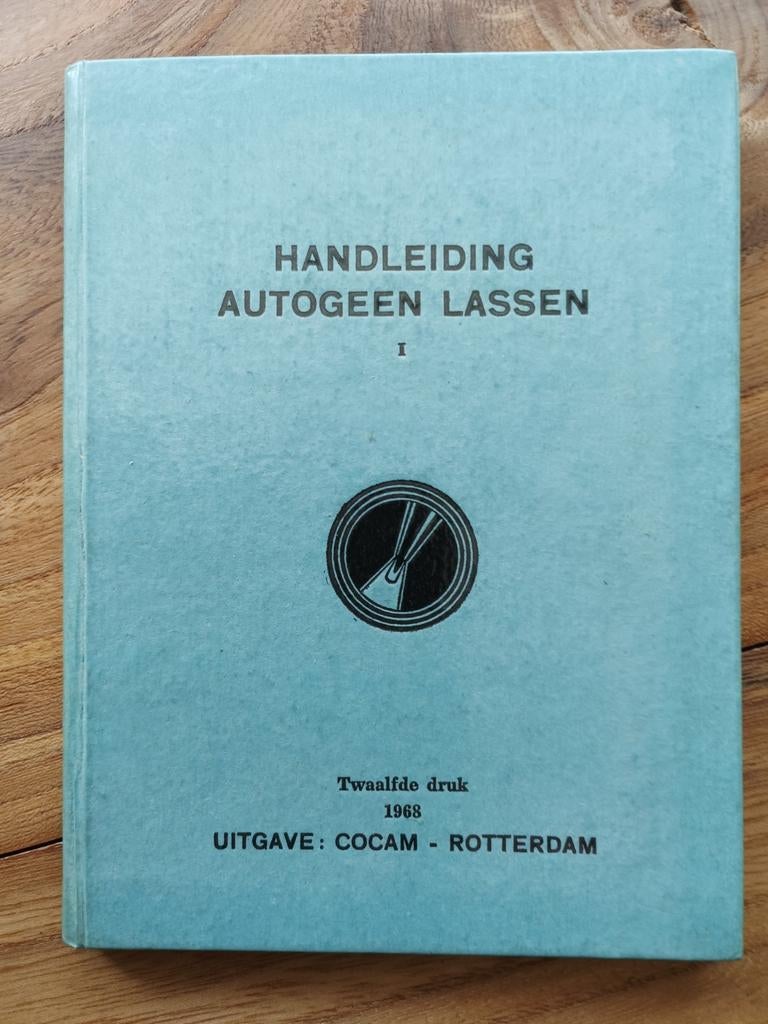 HANDLEIDING
AUTOGEEN LASSEN
I
Twaalfde druk
1968
UITGAVE: COCAM - ROTTERDAM